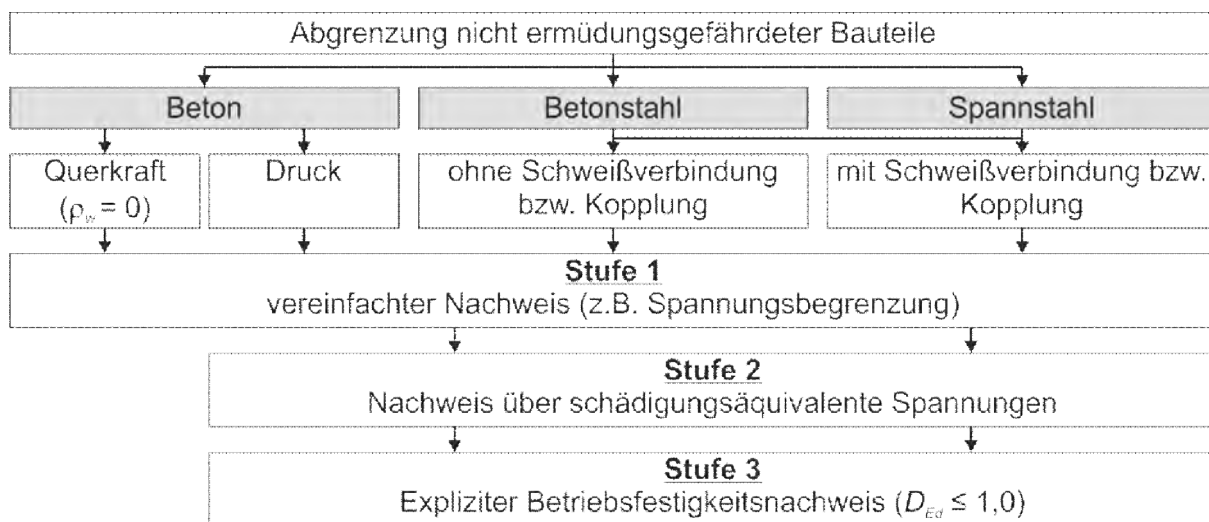 Abgrenzung nicht ermüdungsgefährdeter Bauteile
Beton
Betonstahl
Spannstahl
Querkraft
(ρw = 0)
Druck
ohne Schweißverbindung
bzw. Kopplung
mit Schweißverbindung bzw.
Kopplung
Stufe 1
vereinfachter Nachweis (z.B. Spannungsbegrenzung)
Stufe 2
Nachweis über schädigungsäquivalente Spannungen
Stufe 3
Expliziter Betriebsfestigkeitsnachweis (DEd ≤ 1,0)